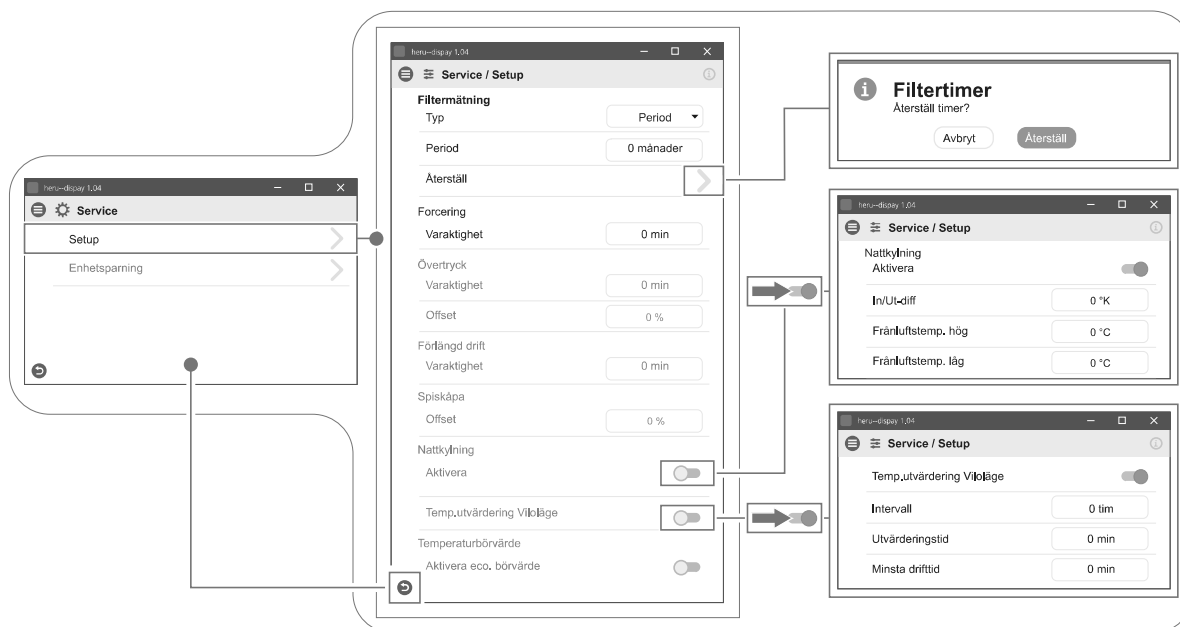 heru--dispay 1,04
Service
Setup
Enhetsparning
heru--dispay 1,04
Service / Setup
Filtermätning
Typ Period
Period 0 månader
Återställ
Forcering
Varaktighet 0 min
Övertryck
Varaktighet 0 min
Offset 0 %
Förlängd drift
Varaktighet 0 min
Spiskåpa
Offset 0 %
Nattkylning
Aktivera
Temp.utvärdering Viloläge
Temperaturbörvärde
Aktivera eco. börvärde
Filtertimer
Återställ timer?
Avbryt Återställ
heru--dispay 1,04
Service / Setup
Nattkylning
Aktivera
In/Ut-diff 0 °K
Frånluftstemp. hög 0 °C
Frånluftstemp. låg 0 °C
heru--dispay 1,04
Service / Setup
Temp.utvärdering Viloläge
Intervall 0 tim
Utvärderingstid 0 min
Minsta drifttid 0 min